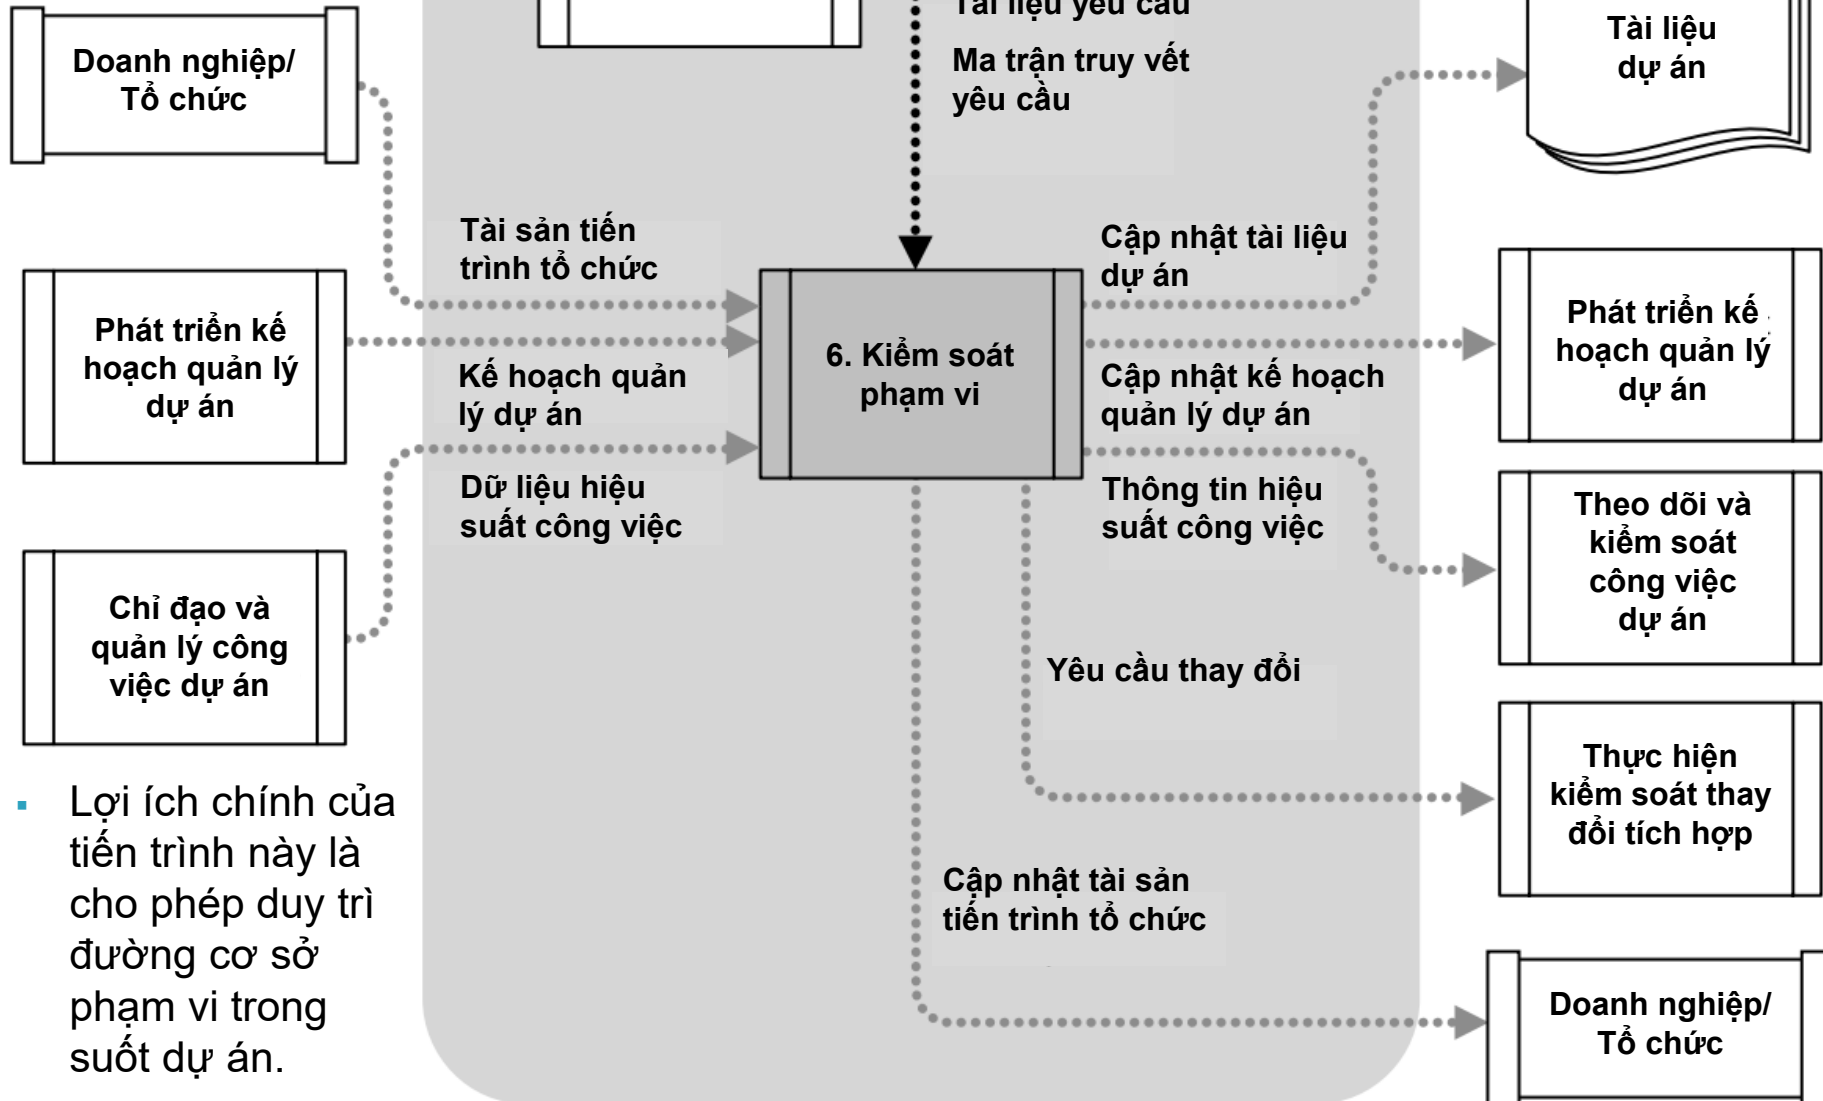 Tài liệu yêu cầu
Ma trận truy vết
yêu cầu
Tài liệu
dự án
Doanh nghiệp/
Tổ chức
Tài sản tiến
trình tổ chức
Cập nhật tài liệu
dự án
Phát triển kế
hoạch quản lý
dự án
Kế hoạch quản
lý dự án
6. Kiểm soát
phạm vi
Cập nhật kế hoạch
quản lý dự án
Phát triển kế
hoạch quản lý
dự án
Dữ liệu hiệu
suất công việc
Thông tin hiệu
suất công việc
Theo dõi và
kiểm soát
công việc
dự án
Chỉ đạo và
quản lý công
việc dự án
Yêu cầu thay đổi
Thực hiện
kiểm soát thay
đổi tích hợp
Cập nhật tài sản
tiến trình tổ chức
Doanh nghiệp/
Tổ chức
▪ Lợi ích chính của
tiến trình này là
cho phép duy trì
đường cơ sở
phạm vi trong
suốt dự án.